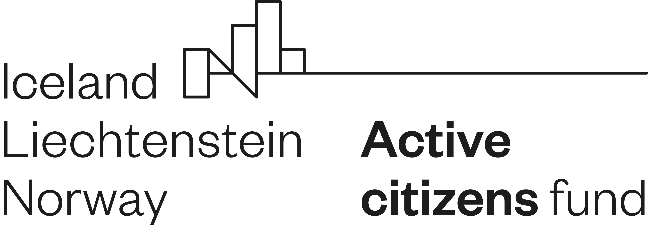 Iceland
Liechtenstein
Norway
Active
citizens fund